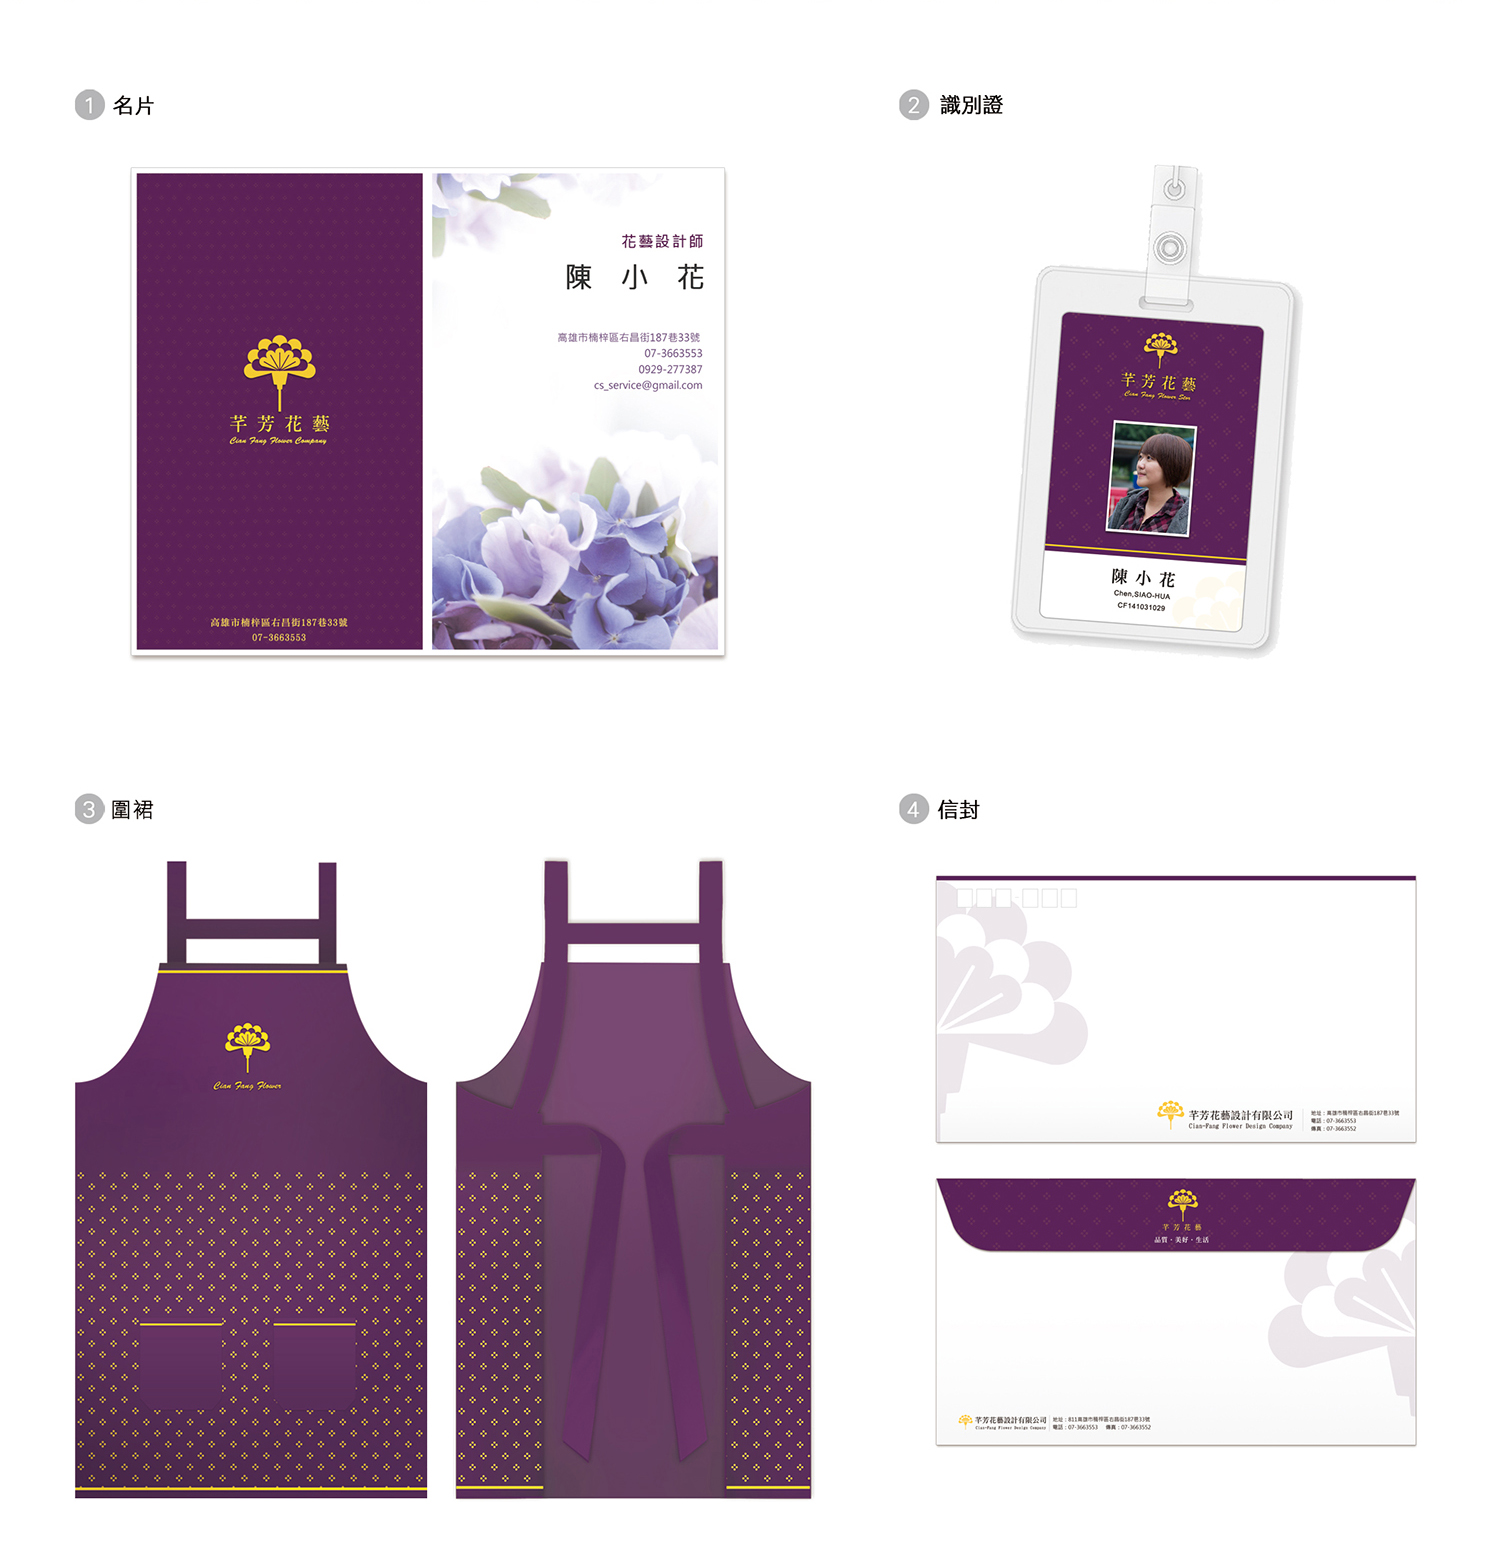 1 名片
芊芳花藝
Cian Fang Flower Company
高雄市楠梓區右昌街187巷33號
07-3663553
花藝設計師
陳小花
高雄市楠梓區右昌街187巷33號
07-3663553
0929-277387
cs_service@gmail.com
2 識別證
芊芳花藝
Cian Fang Flower Stor
陳小花
Chen,SIAO-HUA
CF141031029
3 圍裙
Cian Fang Flower
4 信封
芊芳花藝設計有限公司
Cian-Fang Flower Design Company
地址:高雄市楠梓區右昌街187巷33號
電話:07-3663553
傳真:07-3663552
芊芳花藝
品質・美好・生活
芊芳花藝設計有限公司
Cian-Fang Flower Design Company
地址:811高雄市楠梓區右昌街187巷33號
電話:07-3663553 傳真:07-3663552